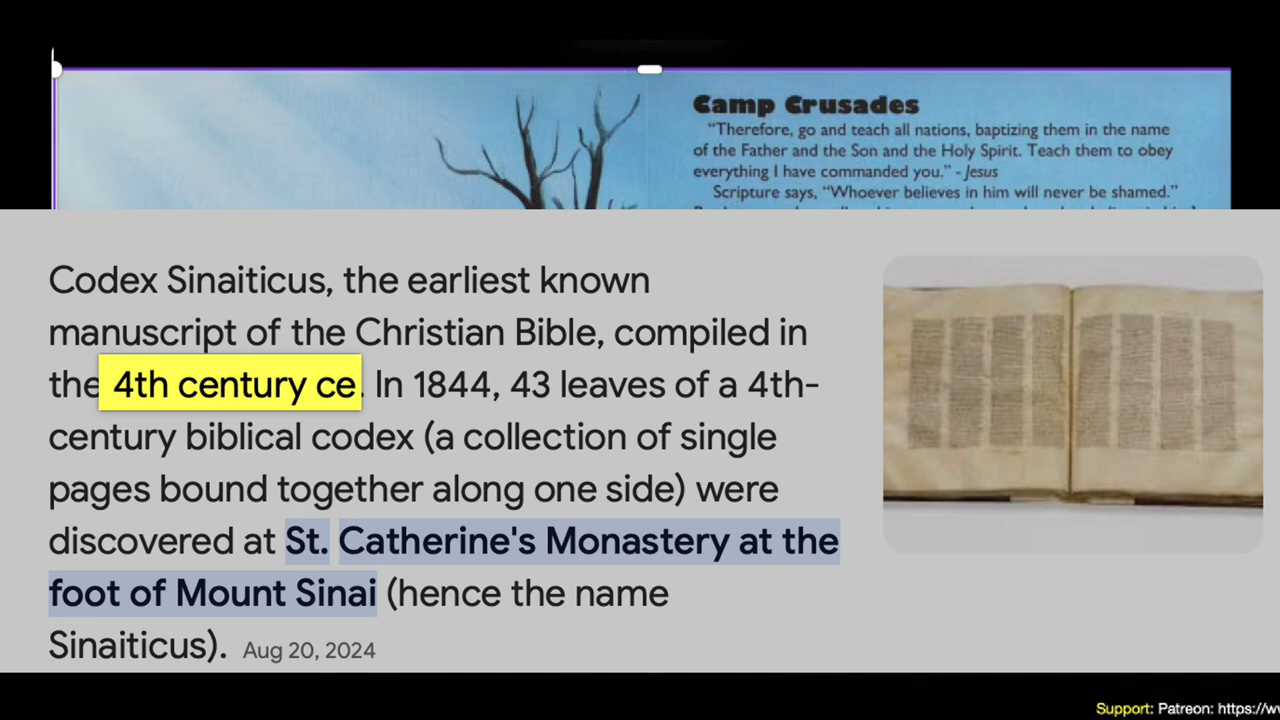 Camp Crusades
"Therefore, go and teach all nations, baptizing them in the name
of the Father and the Son and the Holy Spirit. Teach them to obey
everything I have commanded you." - Jesus
Scripture says, "Whoever believes in him will never be shamed."
Codex Sinaiticus, the earliest known
manuscript of the Christian Bible, compiled in
the 4th century ce. In 1844, 43 leaves of a 4th-
century biblical codex (a collection of single
pages bound together along one side) were
discovered at St. Catherine's Monastery at the
foot of Mount Sinai (hence the name
Sinaiticus). Aug 20, 2024
Support: Patreon: https://w